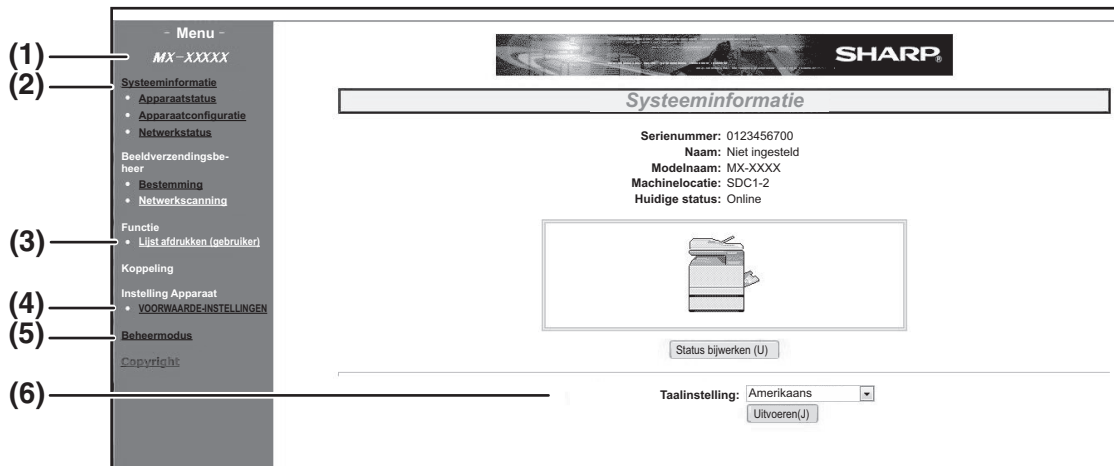 - Menu -
MX-XXXXX
Systeeminformatie
• Apparaatstatus
• Apparaatconfiguratie
• Netwerkstatus
Beeldverzendingsbe-
heer
• Bestemming
• Netwerkscanning
Functie
• Lijst afdrukken (gebruiker)
Koppeling
Instelling Apparaat
• VOORWAARDE-INSTELLINGEN
Beheermodus
Copyright
(1)
(2)
(3)
(4)
(5)
(6)
SHARP®
Systeeminformatie
Serienummer: 0123456700
Naam: Niet ingesteld
Modelnaam: MX-XXXX
Machinelocatie: SDC1-2
Huidige status: Online
Status bijwerken (U)
Taalinstelling: Amerikaans
Uitvoeren(J)